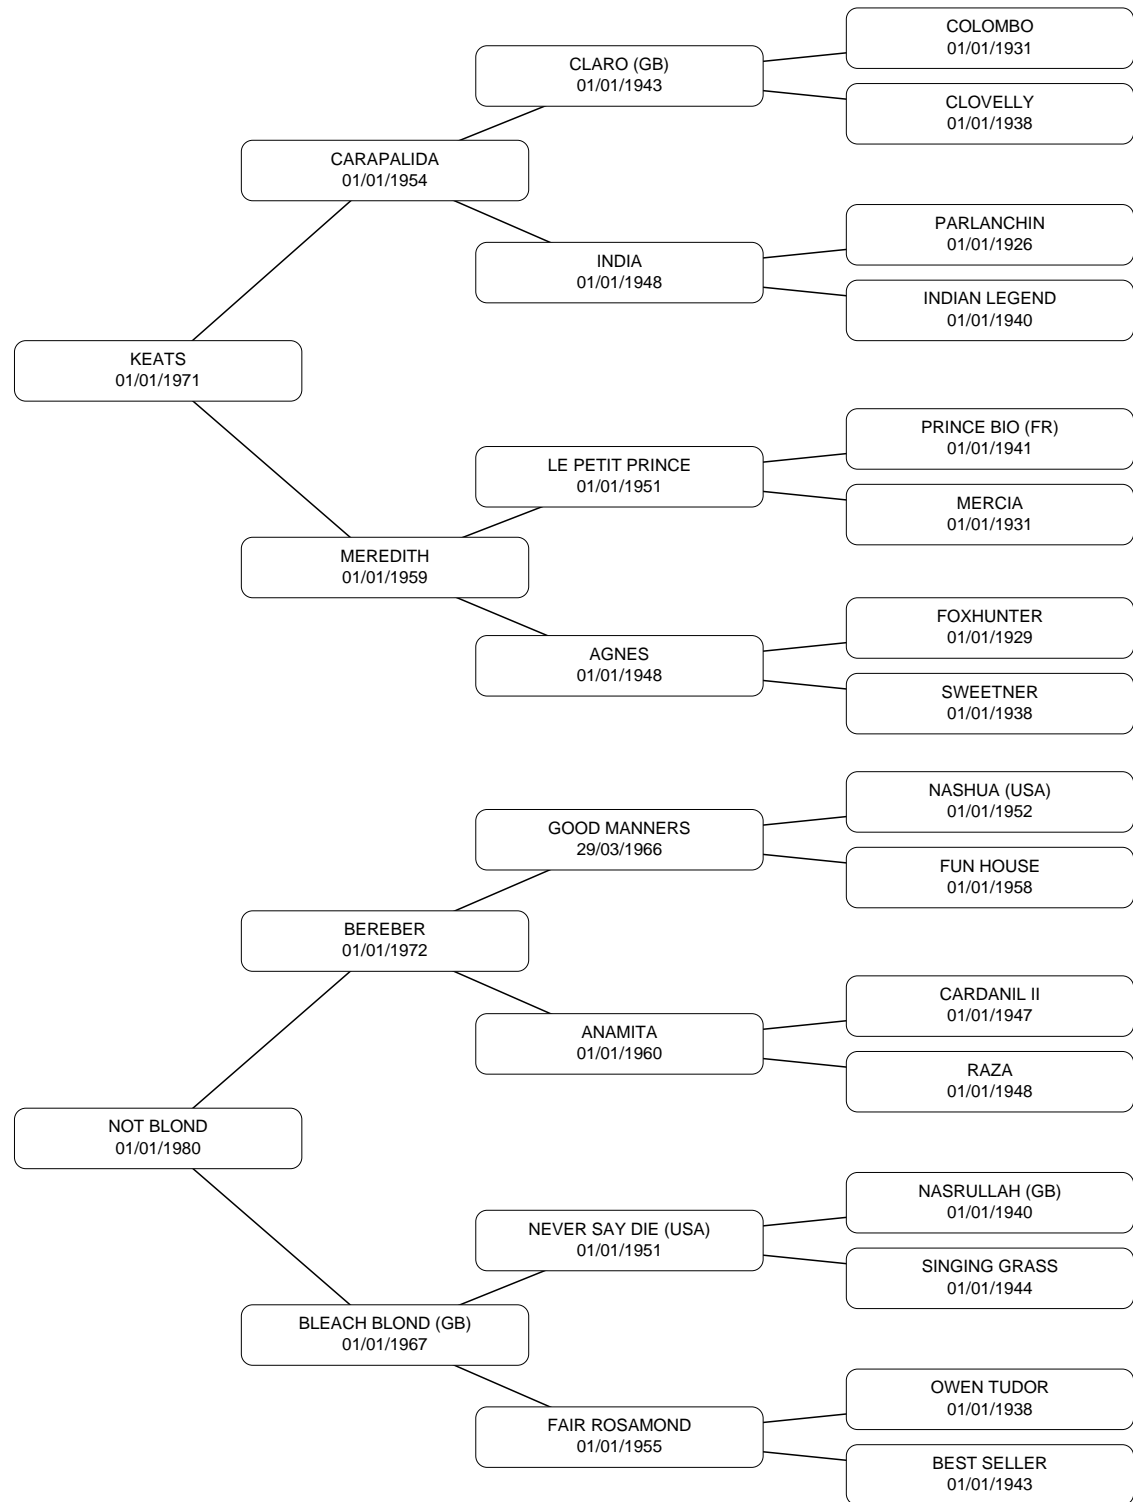 COLOMBO
01/01/1931
CLARO (GB)
01/01/1943
CLOVELLY
01/01/1938
CARAPALIDA
01/01/1954
PARLANCHIN
01/01/1926
INDIA
01/01/1948
INDIAN LEGEND
01/01/1940
KEATS
01/01/1971
PRINCE BIO (FR)
01/01/1941
LE PETIT PRINCE
01/01/1951
MERCIA
01/01/1931
MEREDITH
01/01/1959
FOXHUNTER
01/01/1929
AGNES
01/01/1948
SWEETNER
01/01/1938
NASHUA (USA)
01/01/1952
GOOD MANNERS
29/03/1966
FUN HOUSE
01/01/1958
BEREBER
01/01/1972
CARDANIL II
01/01/1947
ANAMITA
01/01/1960
RAZA
01/01/1948
NOT BLOND
01/01/1980
NASRULLAH (GB)
01/01/1940
NEVER SAY DIE (USA)
01/01/1951
SINGING GRASS
01/01/1944
BLEACH BLOND (GB)
01/01/1967
OWEN TUDOR
01/01/1938
FAIR ROSAMOND
01/01/1955
BEST SELLER
01/01/1943